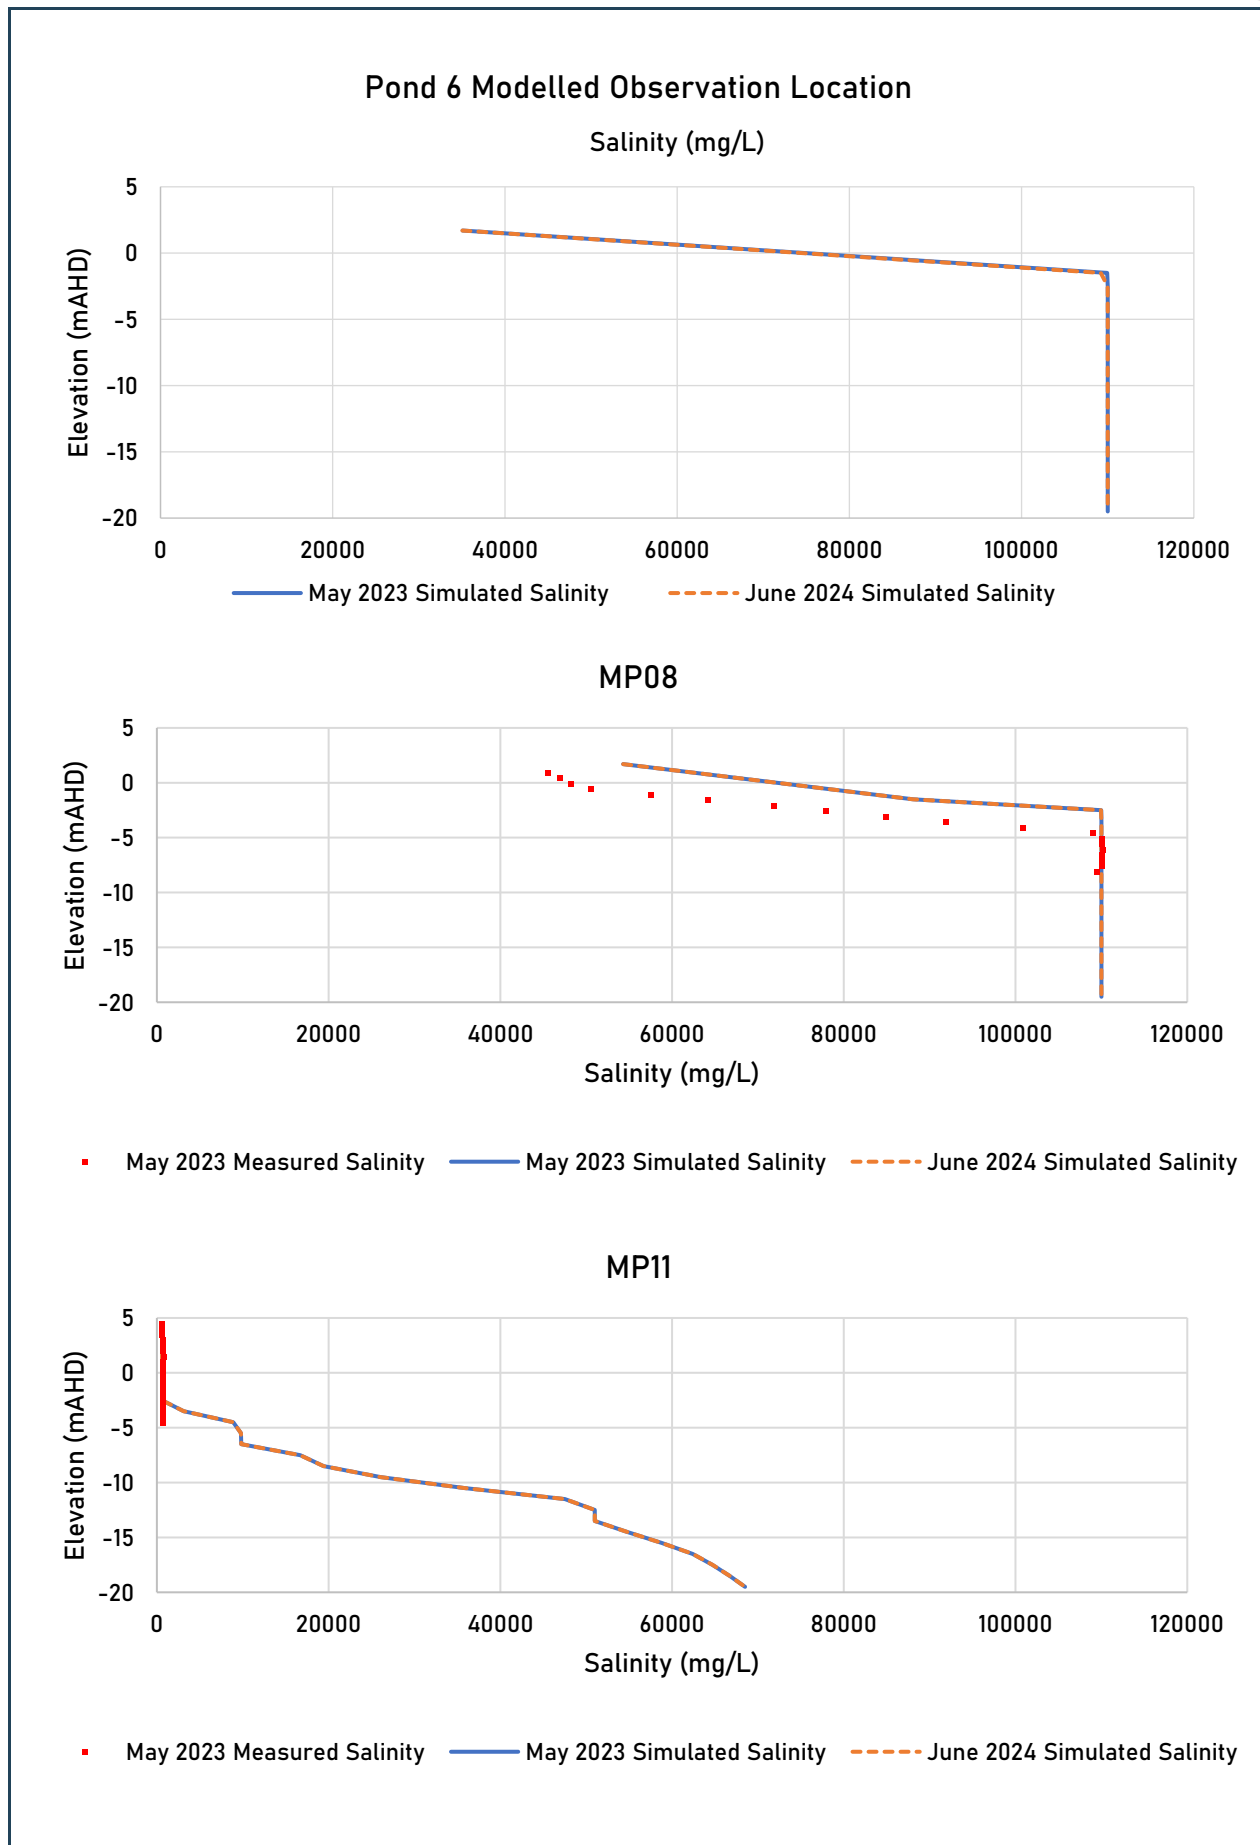 Pond 6 Modelled Observation Location
Salinity (mg/L)
Elevation (mAHD)
5
0
-5
-10
-15
-20
0 20000 40000 60000 80000 100000 120000
May 2023 Simulated Salinity June 2024 Simulated Salinity
MP08
Elevation (mAHD)
5
0
-5
-10
-15
-20
0 20000 40000 60000 80000 100000 120000
Salinity (mg/L)
May 2023 Measured Salinity May 2023 Simulated Salinity June 2024 Simulated Salinity
MP11
Elevation (mAHD)
5
0
-5
-10
-15
-20
0 20000 40000 60000 80000 100000 120000
Salinity (mg/L)
May 2023 Measured Salinity May 2023 Simulated Salinity June 2024 Simulated Salinity